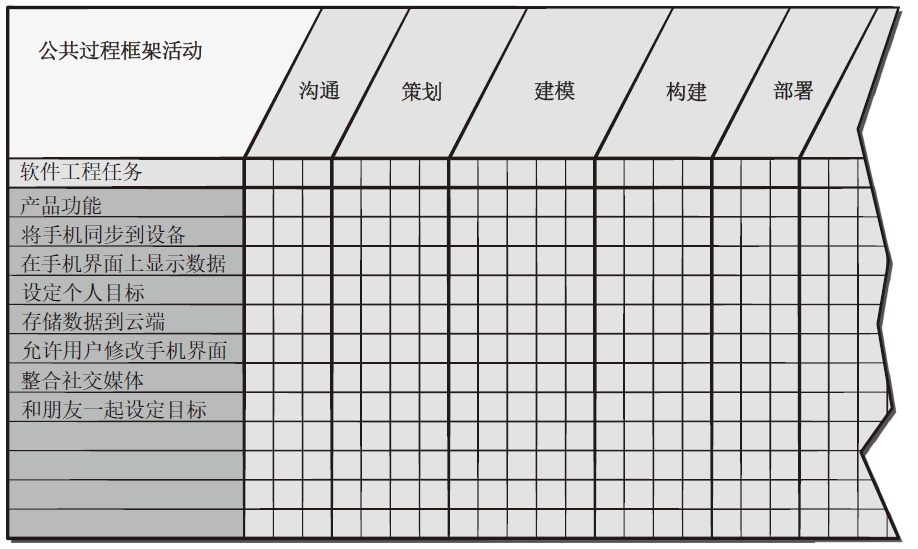 公共过程框架活动
沟通
策划
建模
构建
部署
软件工程任务
产品功能
将手机同步到设备
在手机界面上显示数据
设定个人目标
存储数据到云端
允许用户修改手机界面
整合社交媒体
和朋友一起设定目标